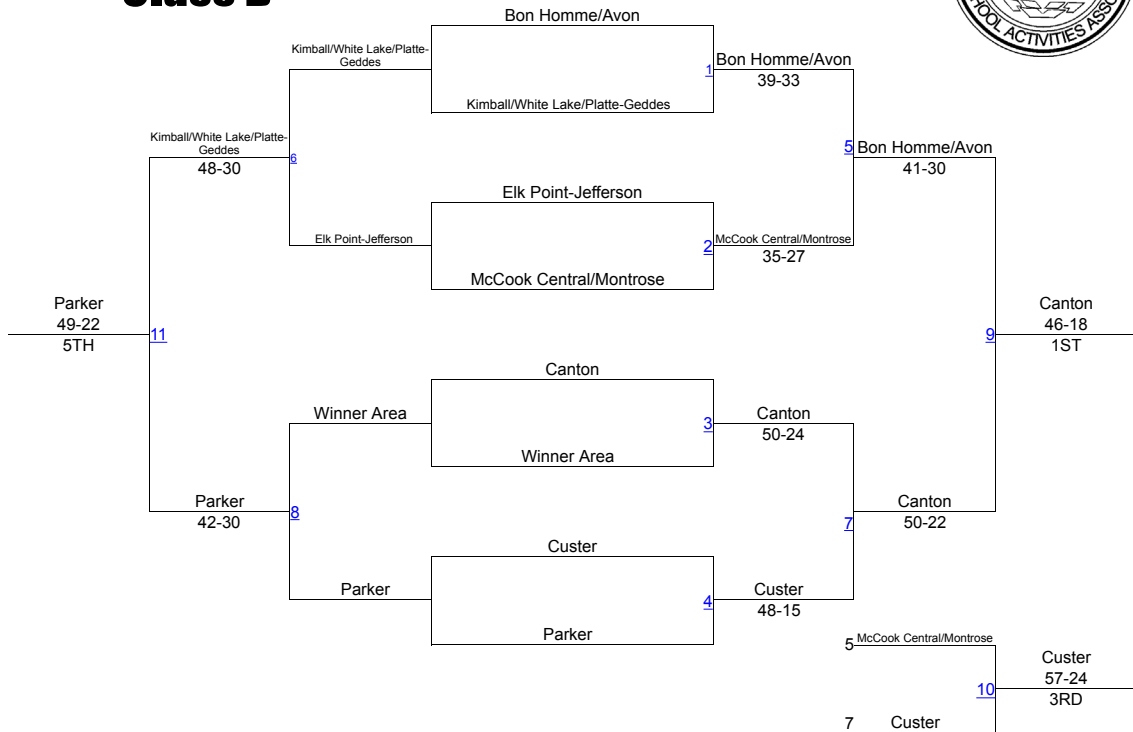 Class B
HOOL ACTIVITIES ASSO
Bon Homme/Avon
Kimball/White Lake/Platte-
Geddes
1
Bon Homme/Avon
39-33
Kimball/White Lake/Platte-Geddes
Kimball/White Lake/Platte-
Geddes
48-30
6
5
Bon Homme/Avon
41-30
Elk Point-Jefferson
Elk Point-Jefferson
2
McCook Central/Montrose
35-27
McCook Central/Montrose
Parker
49-22
5TH
11
9
Canton
46-18
1ST
Canton
Winner Area
3
Canton
50-24
Winner Area
Parker
42-30
8
7
Canton
50-22
Custer
Parker
4
Custer
48-15
Parker
5
McCook Central/Montrose
10
Custer
57-24
3RD
7
Custer